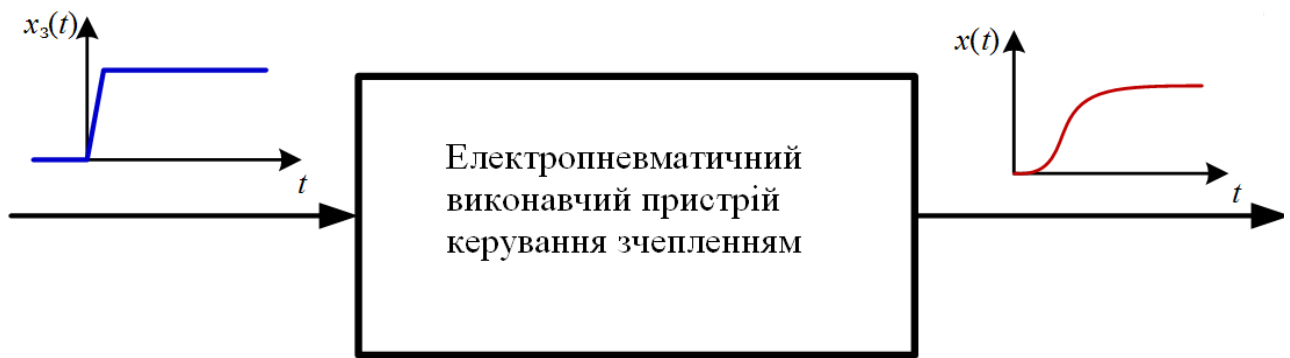 x₃(t)
t
Електропневматичний
виконавчий пристрій
керування зчепленням
x(t)
t